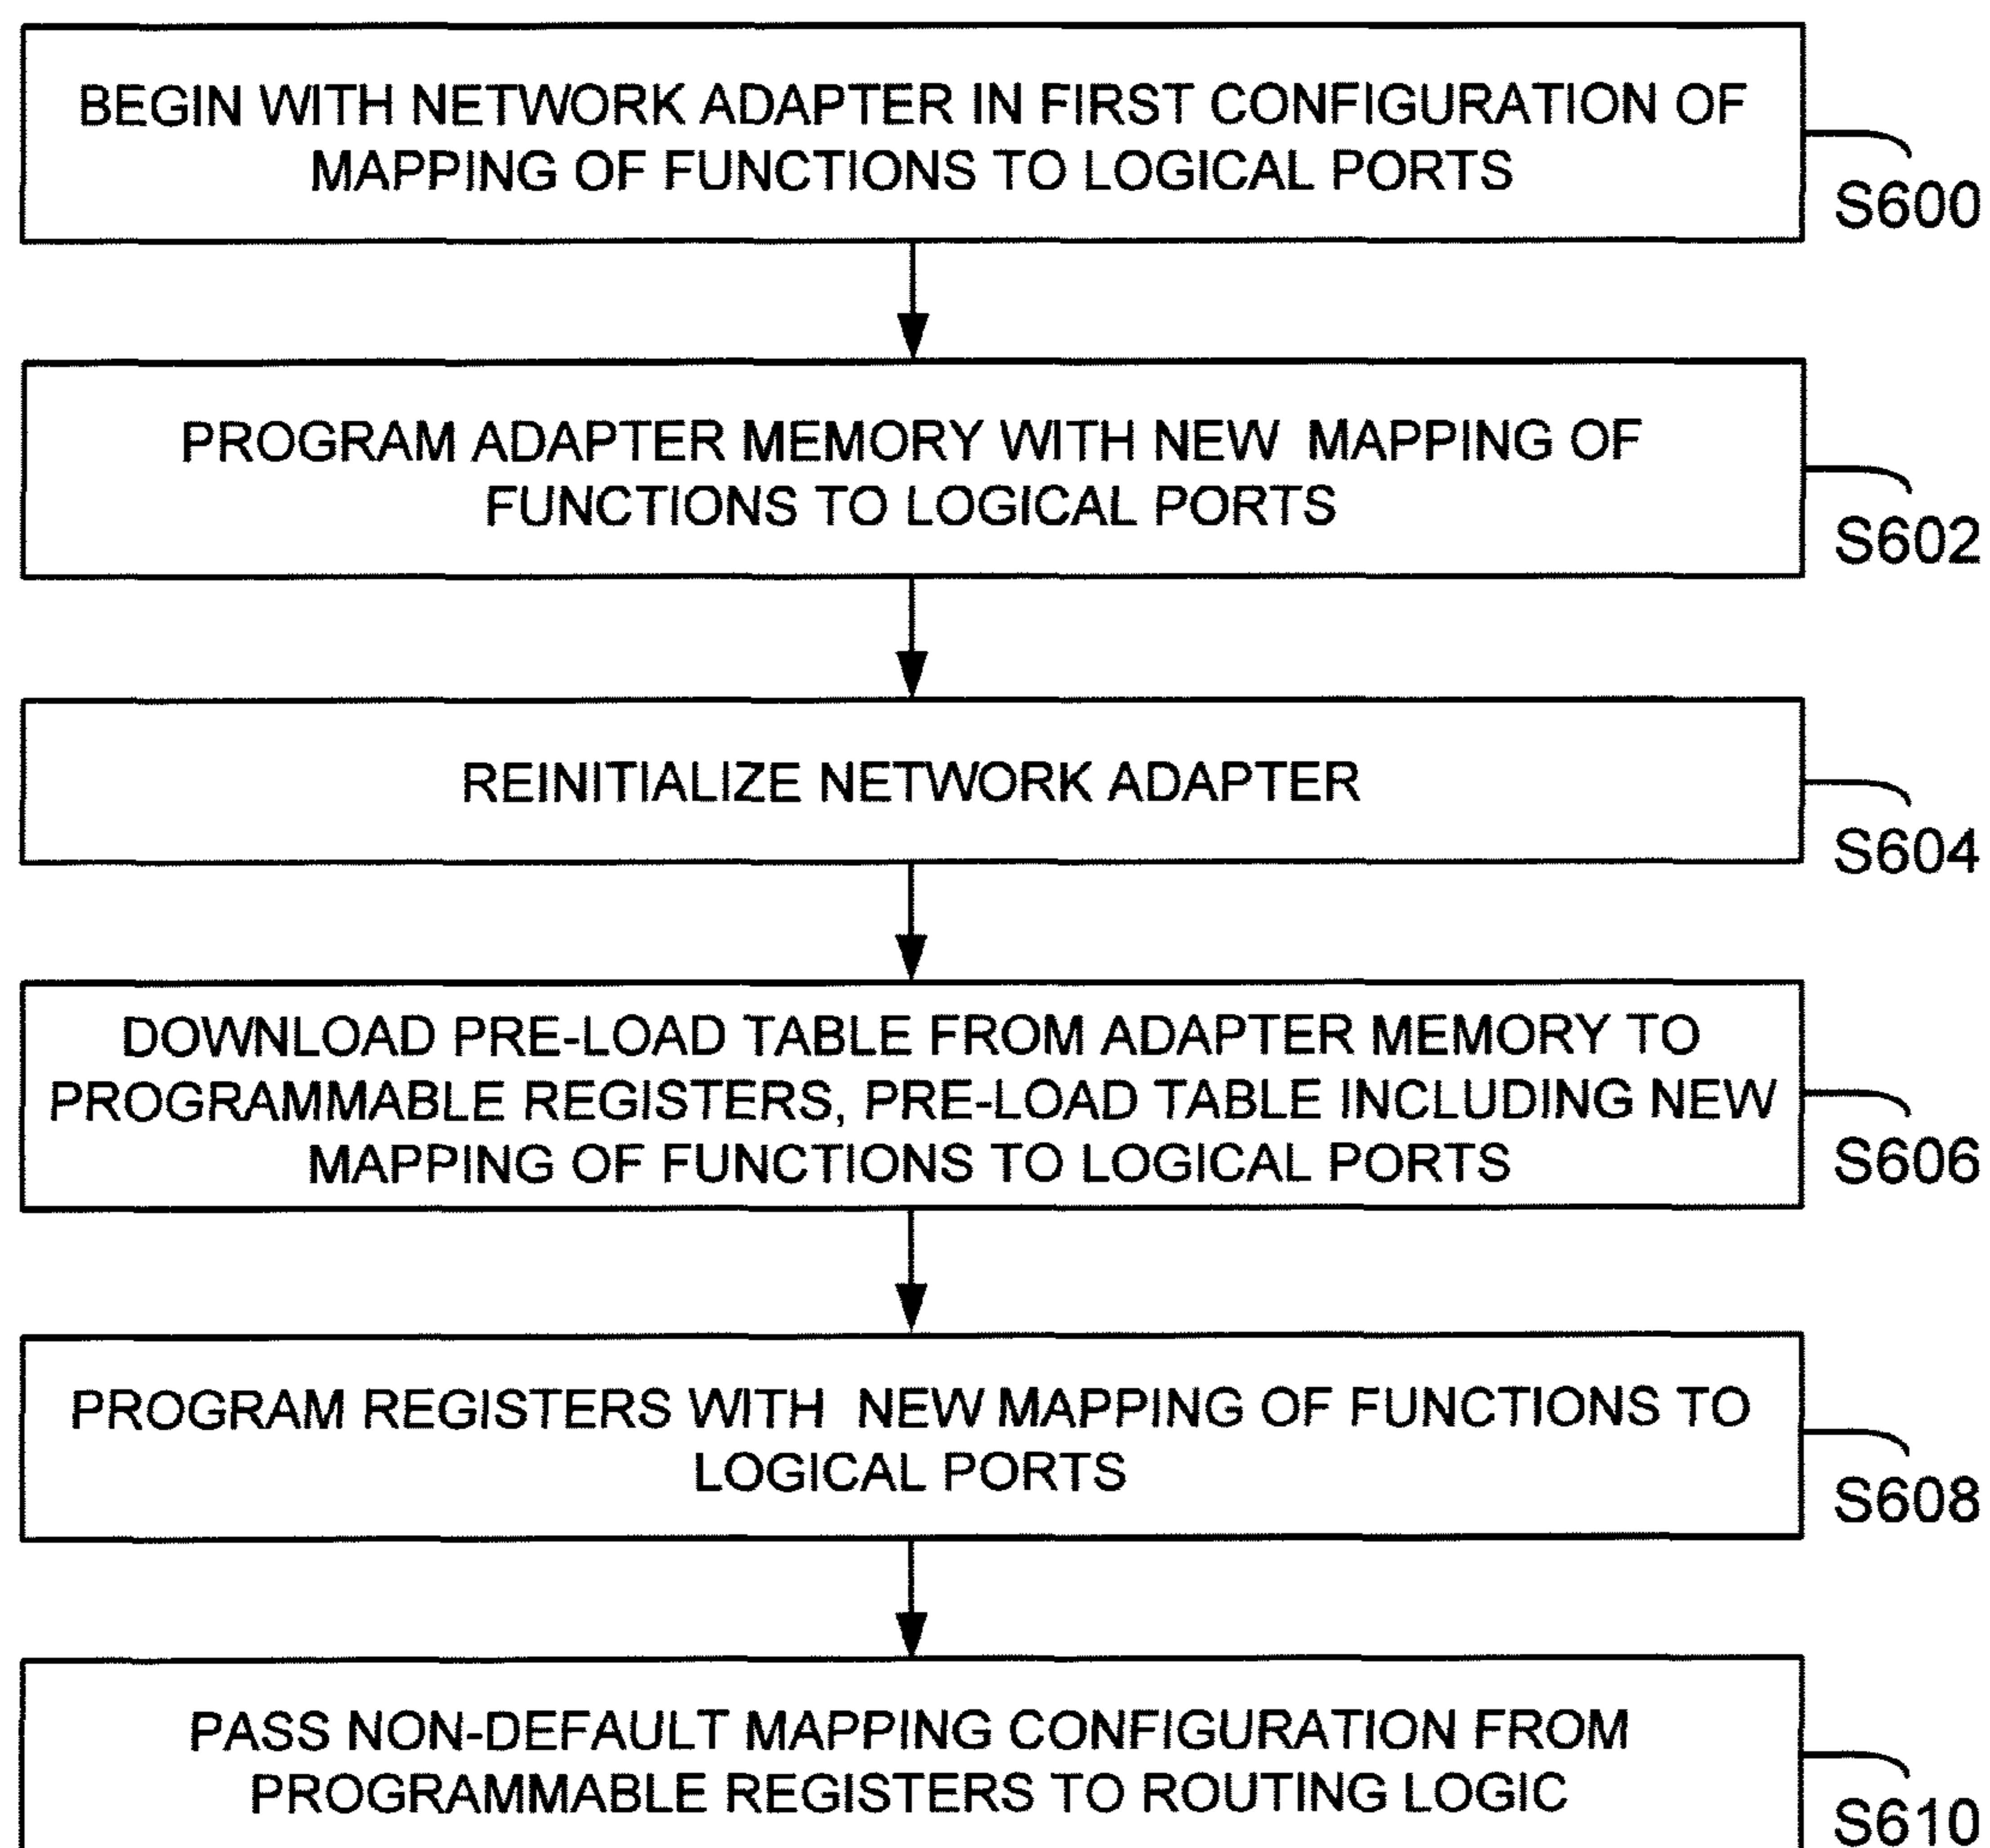 BEGIN WITH NETWORK ADAPTER IN FIRST CONFIGURATION OF
MAPPING OF FUNCTIONS TO LOGICAL PORTS
S600
PROGRAM ADAPTER MEMORY WITH NEW MAPPING OF
FUNCTIONS TO LOGICAL PORTS
S602
REINITIALIZE NETWORK ADAPTER
S604
DOWNLOAD PRE-LOAD TABLE FROM ADAPTER MEMORY TO
PROGRAMMABLE REGISTERS, PRE-LOAD TABLE INCLUDING NEW
MAPPING OF FUNCTIONS TO LOGICAL PORTS
S606
PROGRAM REGISTERS WITH NEW MAPPING OF FUNCTIONS TO
LOGICAL PORTS
S608
PASS NON-DEFAULT MAPPING CONFIGURATION FROM
PROGRAMMABLE REGISTERS TO ROUTING LOGIC
S610